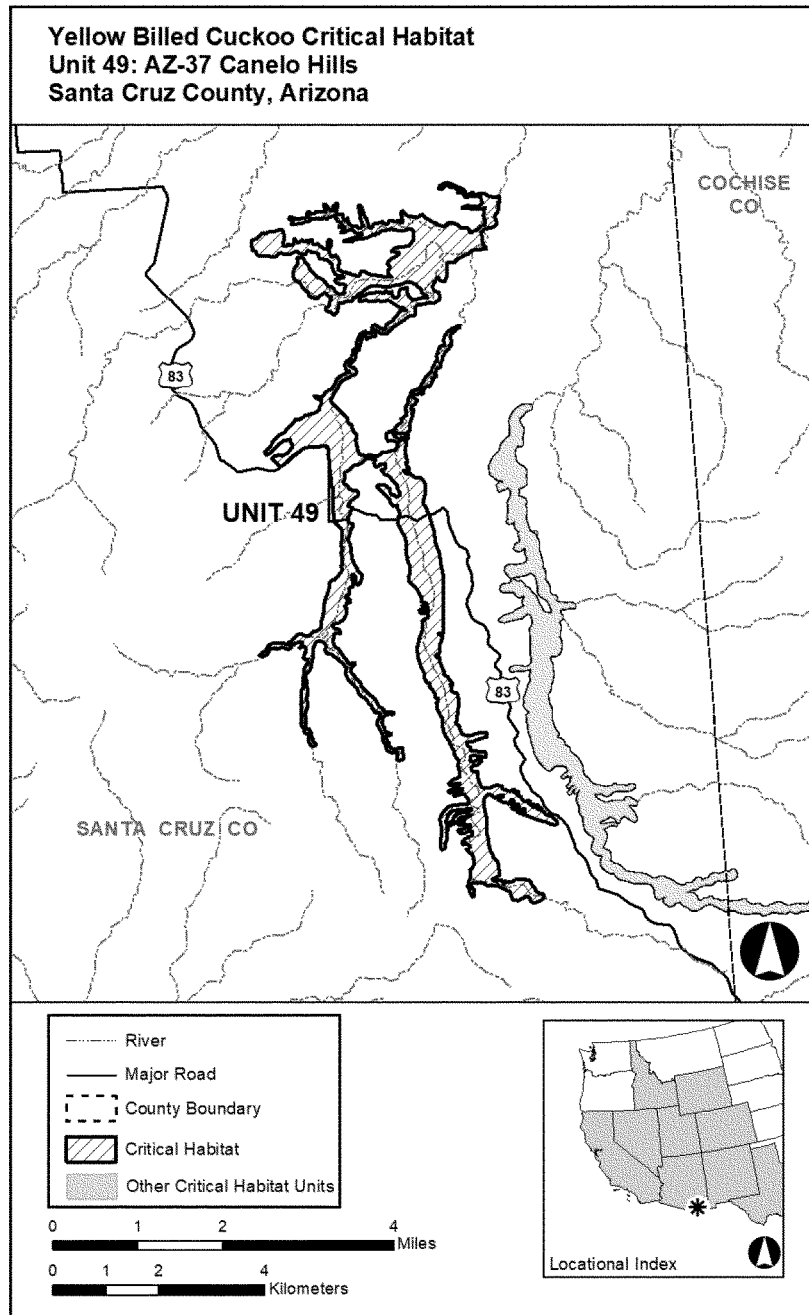 Yellow Billed Cuckoo Critical Habitat
Unit 49: AZ-37 Canelo Hills
Santa Cruz County, Arizona
COCHISE
CO
83
UNIT 49
83
SANTA CRUZ CO
River
Major Road
County Boundary
Critical Habitat
Other Critical Habitat Units
0 1 2 4
Miles
0 1 2 4
Kilometers
Locational Index